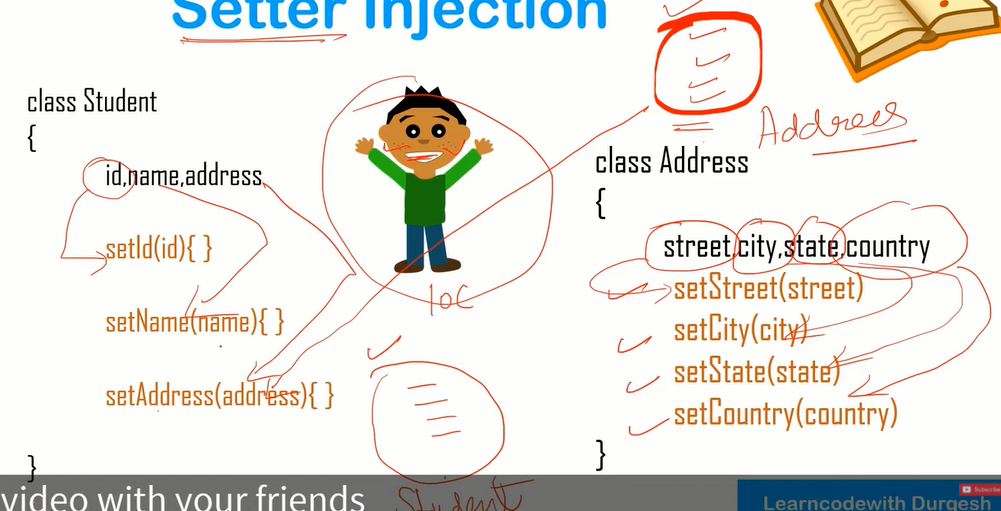 Setter Injection
class Student
{
id,name,address
setId(id){ }
setName(name){ }
setAddress(address){ }
}
IOC
Student
Address
class Address
{
street,city,state,country
setStreet(street)
setCity(city)
setState(state)
setCountry(country)
}
video with your friends
Subscribe
Learncodewith Durgesh